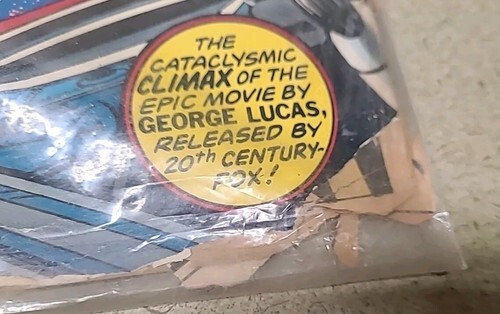 THE
CATACLYSMIC
CLIMAX OF THE
EPIC MOVIE BY
GEORGE LUCAS,
RELEASED BY
20th CENTURY-
FOX!